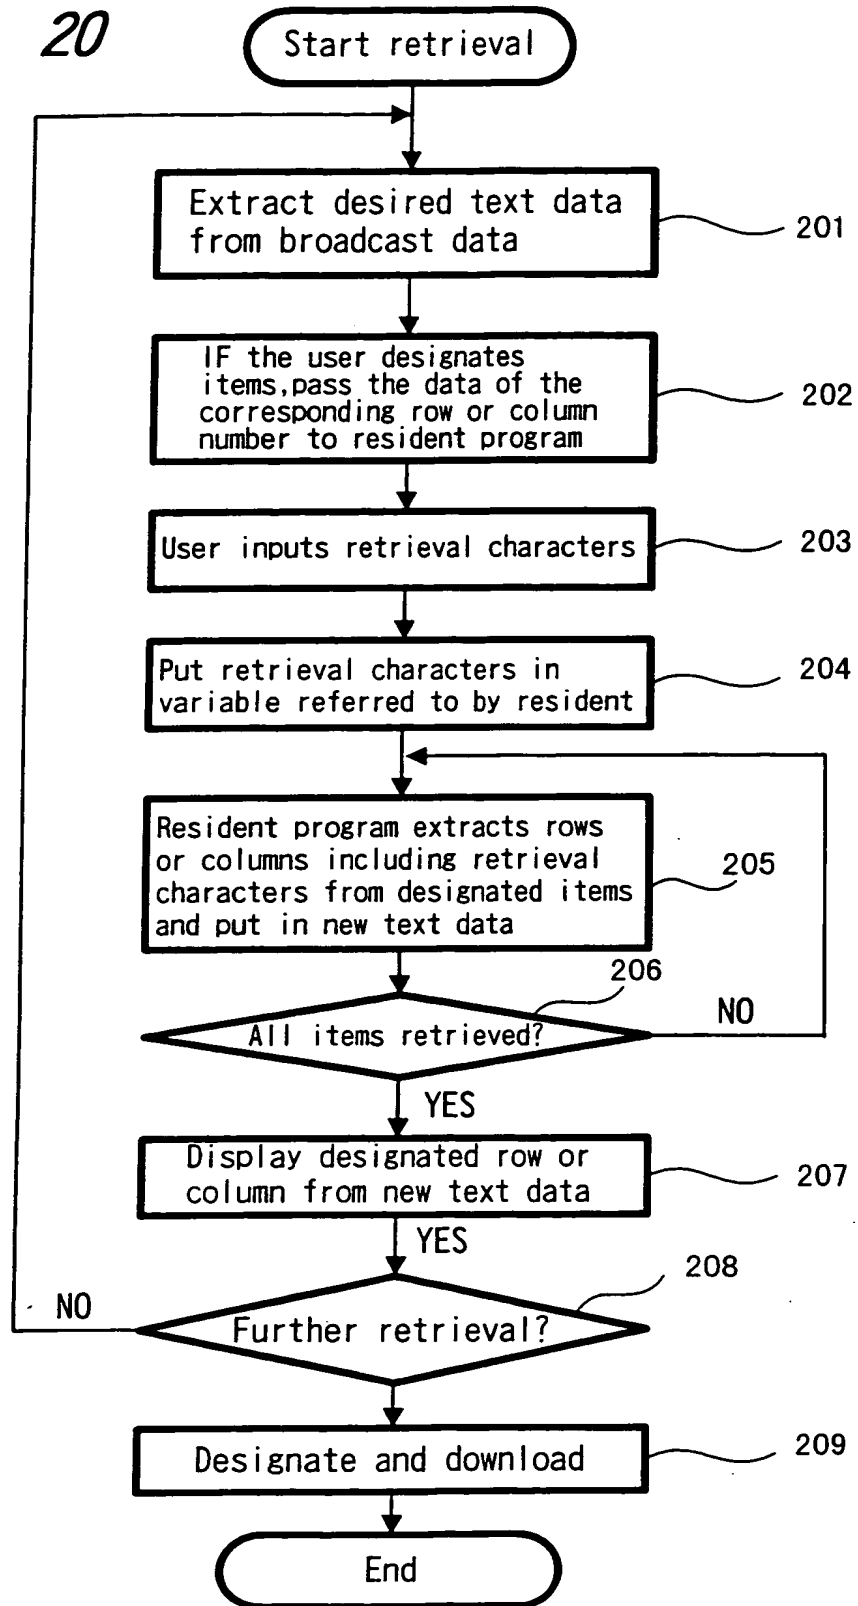 20
Start retrieval
Extract desired text data
from broadcast data
201
IF the user designates
items,pass the data of the
corresponding row or column
number to resident program
202
User inputs retrieval characters
203
Put retrieval characters in
variable referred to by resident
204
Resident program extracts rows
or columns including retrieval
characters from designated items
and put in new text data
205
206
All items retrieved?
NO
YES
Display designated row or
column from new text data
207
YES
208
NO
Further retrieval?
Designate and download
209
End